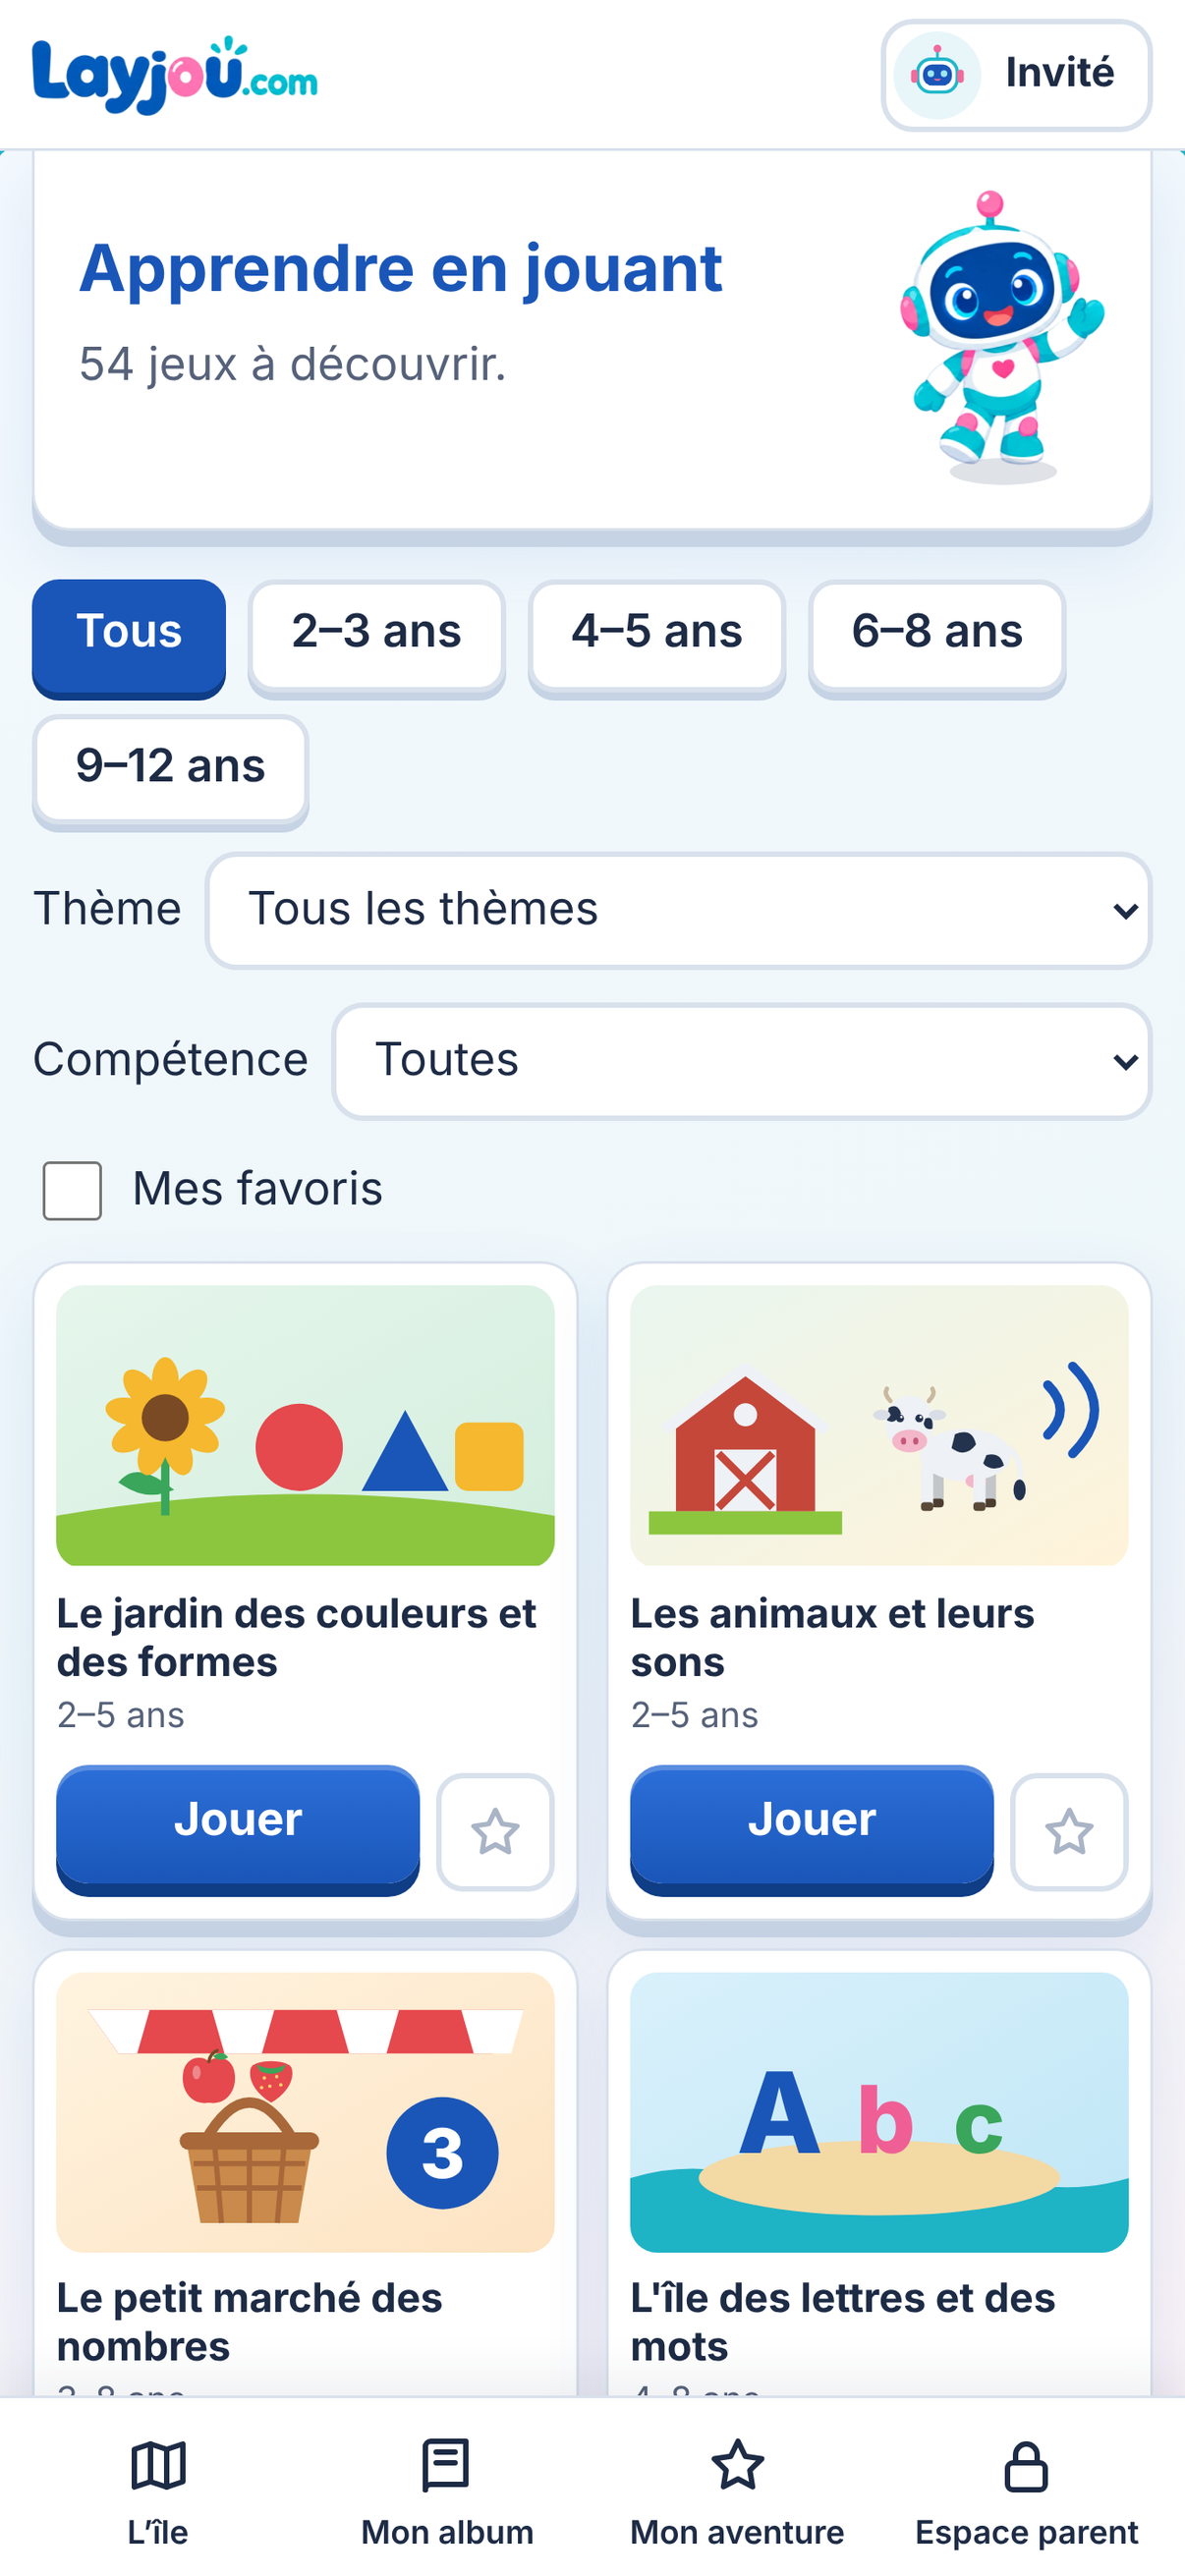 Layjoü.com
Invité
Apprendre en jouant
54 jeux à découvrir.
Tous
2–3 ans
4–5 ans
6–8 ans
9–12 ans
Thème
Tous les thèmes
Compétence
Toutes
Mes favoris
Le jardin des couleurs et
des formes
2–5 ans
Jouer
Les animaux et leurs
sons
2–5 ans
Jouer
3
Le petit marché des
nombres
A b c
L'île des lettres et des
mots
L'île
Mon album
Mon aventure
Espace parent